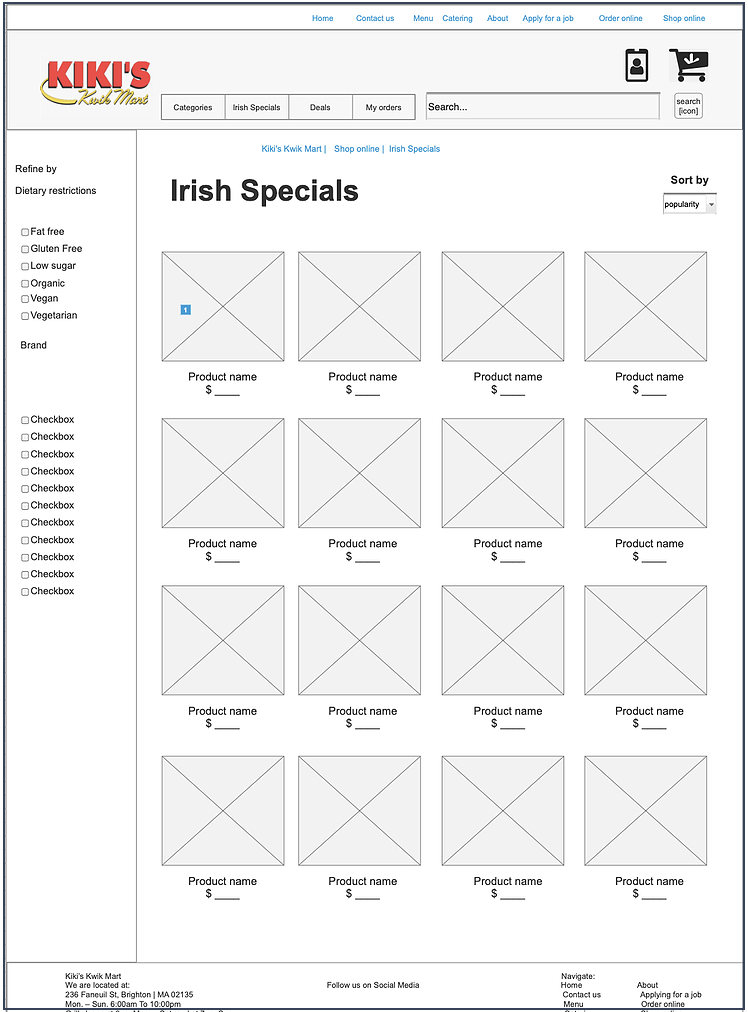 Home Contact us Menu Catering About Apply for a job Order online Shop online
KIKI'S
Kwik Mart
Categories Irish Specials Deals My orders
Search...
search
[icon]
Kiki's Kwik Mart | Shop online | Irish Specials
Refine by
Dietary restrictions
Fat free
Gluten Free
Low sugar
Organic
Vegan
Vegetarian
Brand
Checkbox
Checkbox
Checkbox
Checkbox
Checkbox
Checkbox
Checkbox
Checkbox
Checkbox
Checkbox
Checkbox
Irish Specials
Sort by
popularity
1
Product name Product name Product name Product name
$ ____ $ ____ $ ____ $ ____
Product name Product name Product name Product name
$ ____ $ ____ $ ____ $ ____
Product name Product name Product name Product name
$ ____ $ ____ $ ____ $ ____
Product name Product name Product name Product name
$ ____ $ ____ $ ____ $ ____
Kiki's Kwik Mart
We are located at:
236 Faneuil St, Brighton | MA 02135
Mon. – Sun. 6:00am To 10:00pm
Follow us on Social Media
Navigate:
Home About
Contact us Applying for a job
Menu Order online